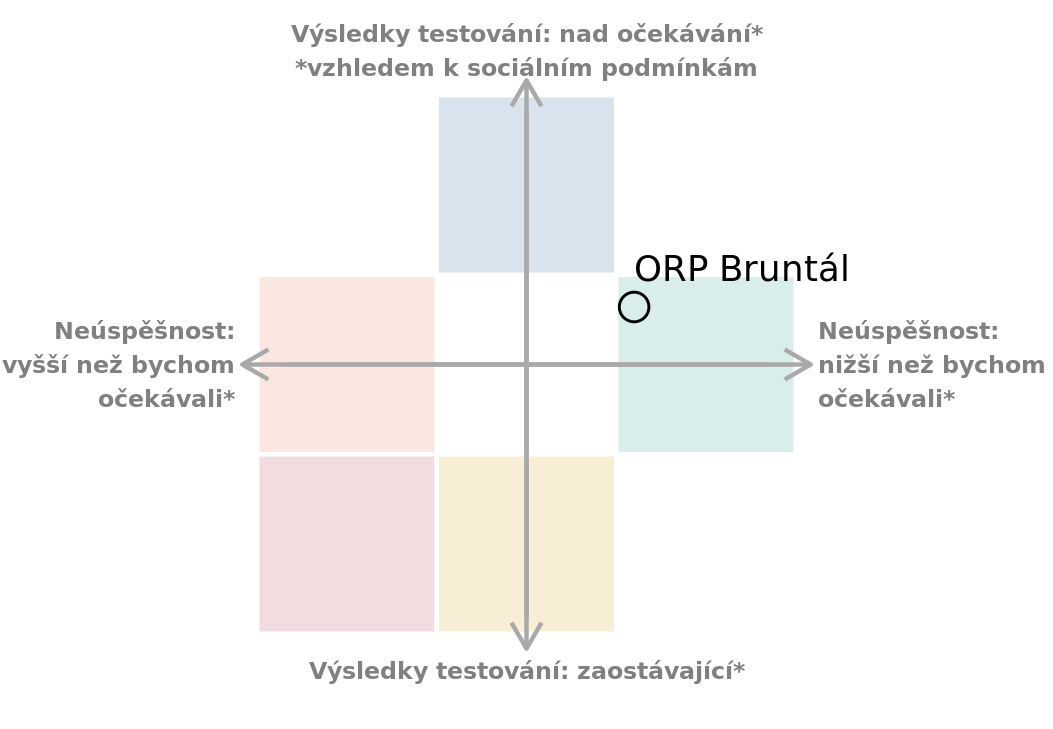 Výsledky testování: nad očekávání*
*vzhledem k sociálním podmínkám
ORP Bruntál
Neúspěšnost:
vyšší než bychom
očekávali*
Neúspěšnost:
nižší než bychom
očekávali*
Výsledky testování: zaostávající*